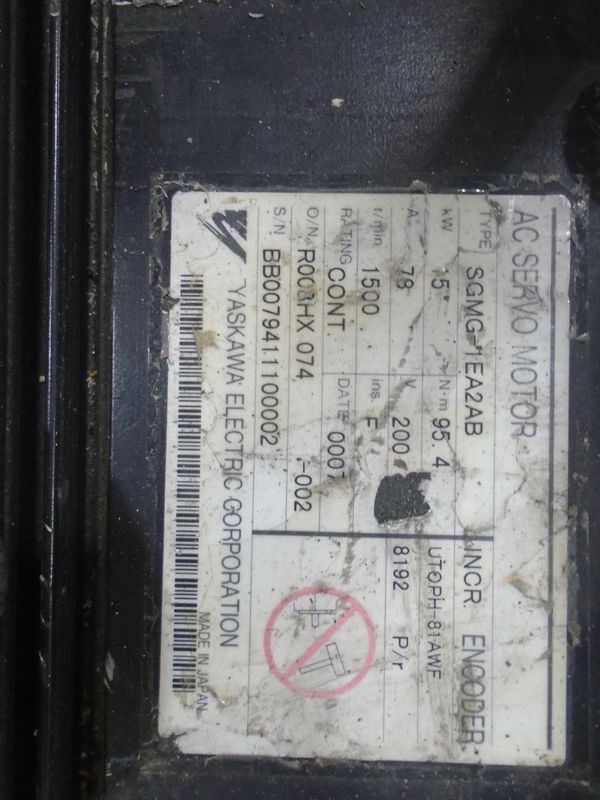 AC SERVO MOTOR
TYPE SGMG-1EA2AB
kW 15 N·m 95 4
A 78 V 200
r/min 1500 ins. F
RATING CONT. DATE 0007
O/N R003HX 074 -002
S/N BB0079411100002
YASKAWA ELECTRIC CORPORATION
INCR. ENCODER
UTOPH-81AWF
8192 P/r
MADE IN JAPAN